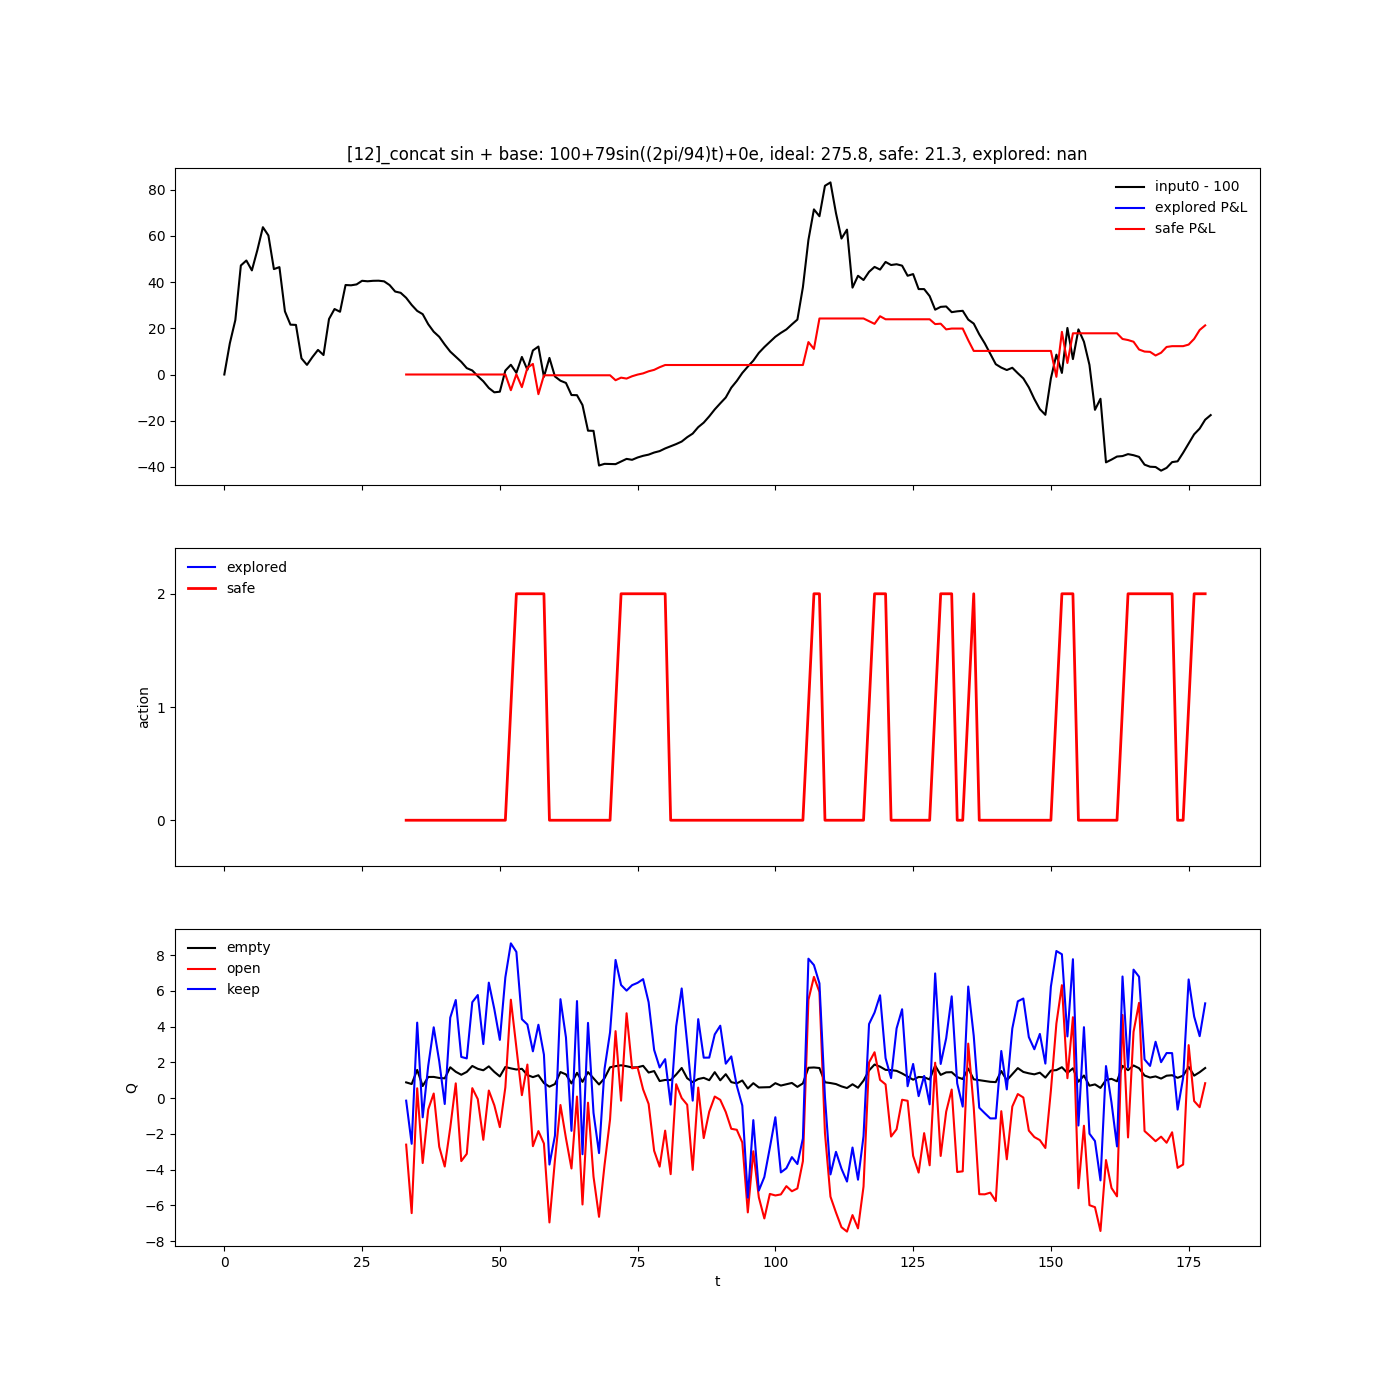 [12]_concat sin + base: 100+79sin((2pi/94)t)+0e, ideal: 275.8, safe: 21.3, explored: nan
80
60
40
20
0
−20
−40
input0 - 100
explored P&L
safe P&L
action
2
1
0
explored
safe
Q
8
6
4
2
0
−2
−4
−6
−8
empty
open
keep
0 25 50 75 100 125 150 175
t